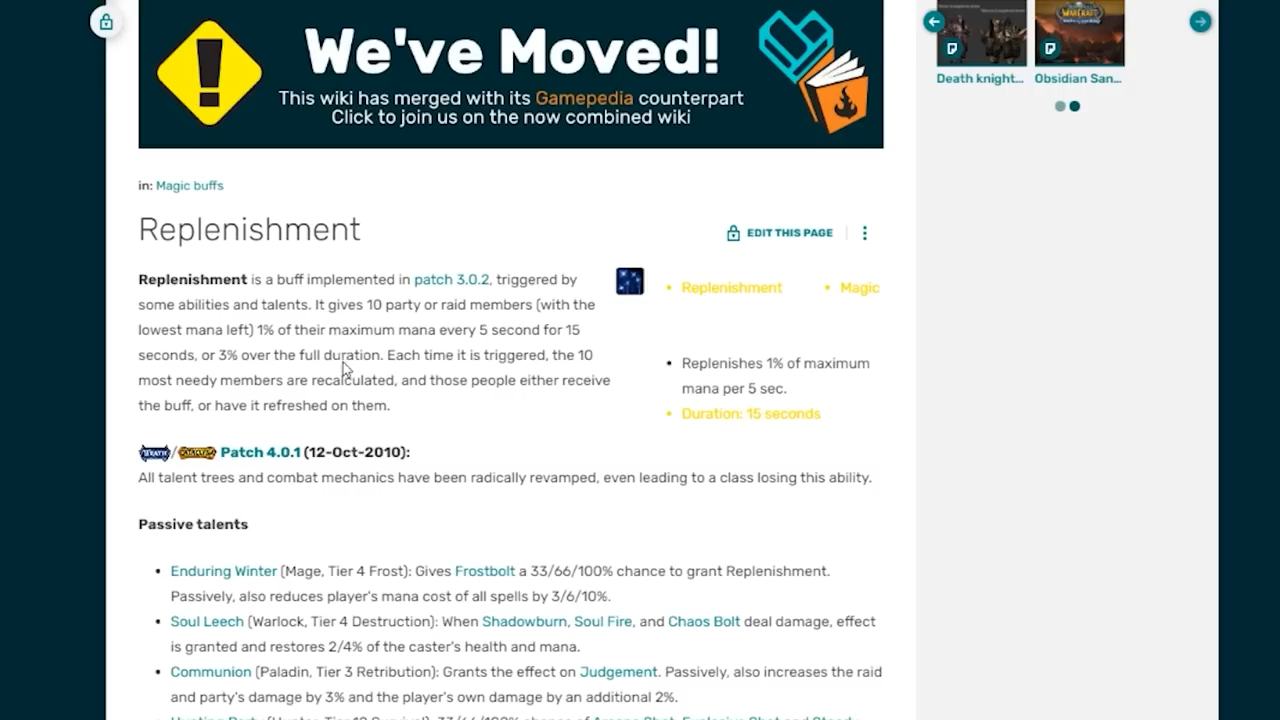 We've Moved!
This wiki has merged with its Gamepedia counterpart
Click to join us on the now combined wiki
Death knight...
Obsidian San...
in: Magic buffs
Replenishment
EDIT THIS PAGE
Replenishment is a buff implemented in patch 3.0.2, triggered by
some abilities and talents. It gives 10 party or raid members (with the
lowest mana left) 1% of their maximum mana every 5 second for 15
seconds, or 3% over the full duration. Each time it is triggered, the 10
most needy members are recalculated, and those people either receive
the buff, or have it refreshed on them.
• Replenishment
• Magic
• Replenishes 1% of maximum
mana per 5 sec.
• Duration: 15 seconds
WRATH/CATACLYSM Patch 4.0.1 (12-Oct-2010):
All talent trees and combat mechanics have been radically revamped, even leading to a class losing this ability.
Passive talents
• Enduring Winter (Mage, Tier 4 Frost): Gives Frostbolt a 33/66/100% chance to grant Replenishment.
Passively, also reduces player's mana cost of all spells by 3/6/10%.
• Soul Leech (Warlock, Tier 4 Destruction): When Shadowburn, Soul Fire, and Chaos Bolt deal damage, effect
is granted and restores 2/4% of the caster's health and mana.
• Communion (Paladin, Tier 3 Retribution): Grants the effect on Judgement. Passively, also increases the raid
and party's damage by 3% and the player's own damage by an additional 2%.